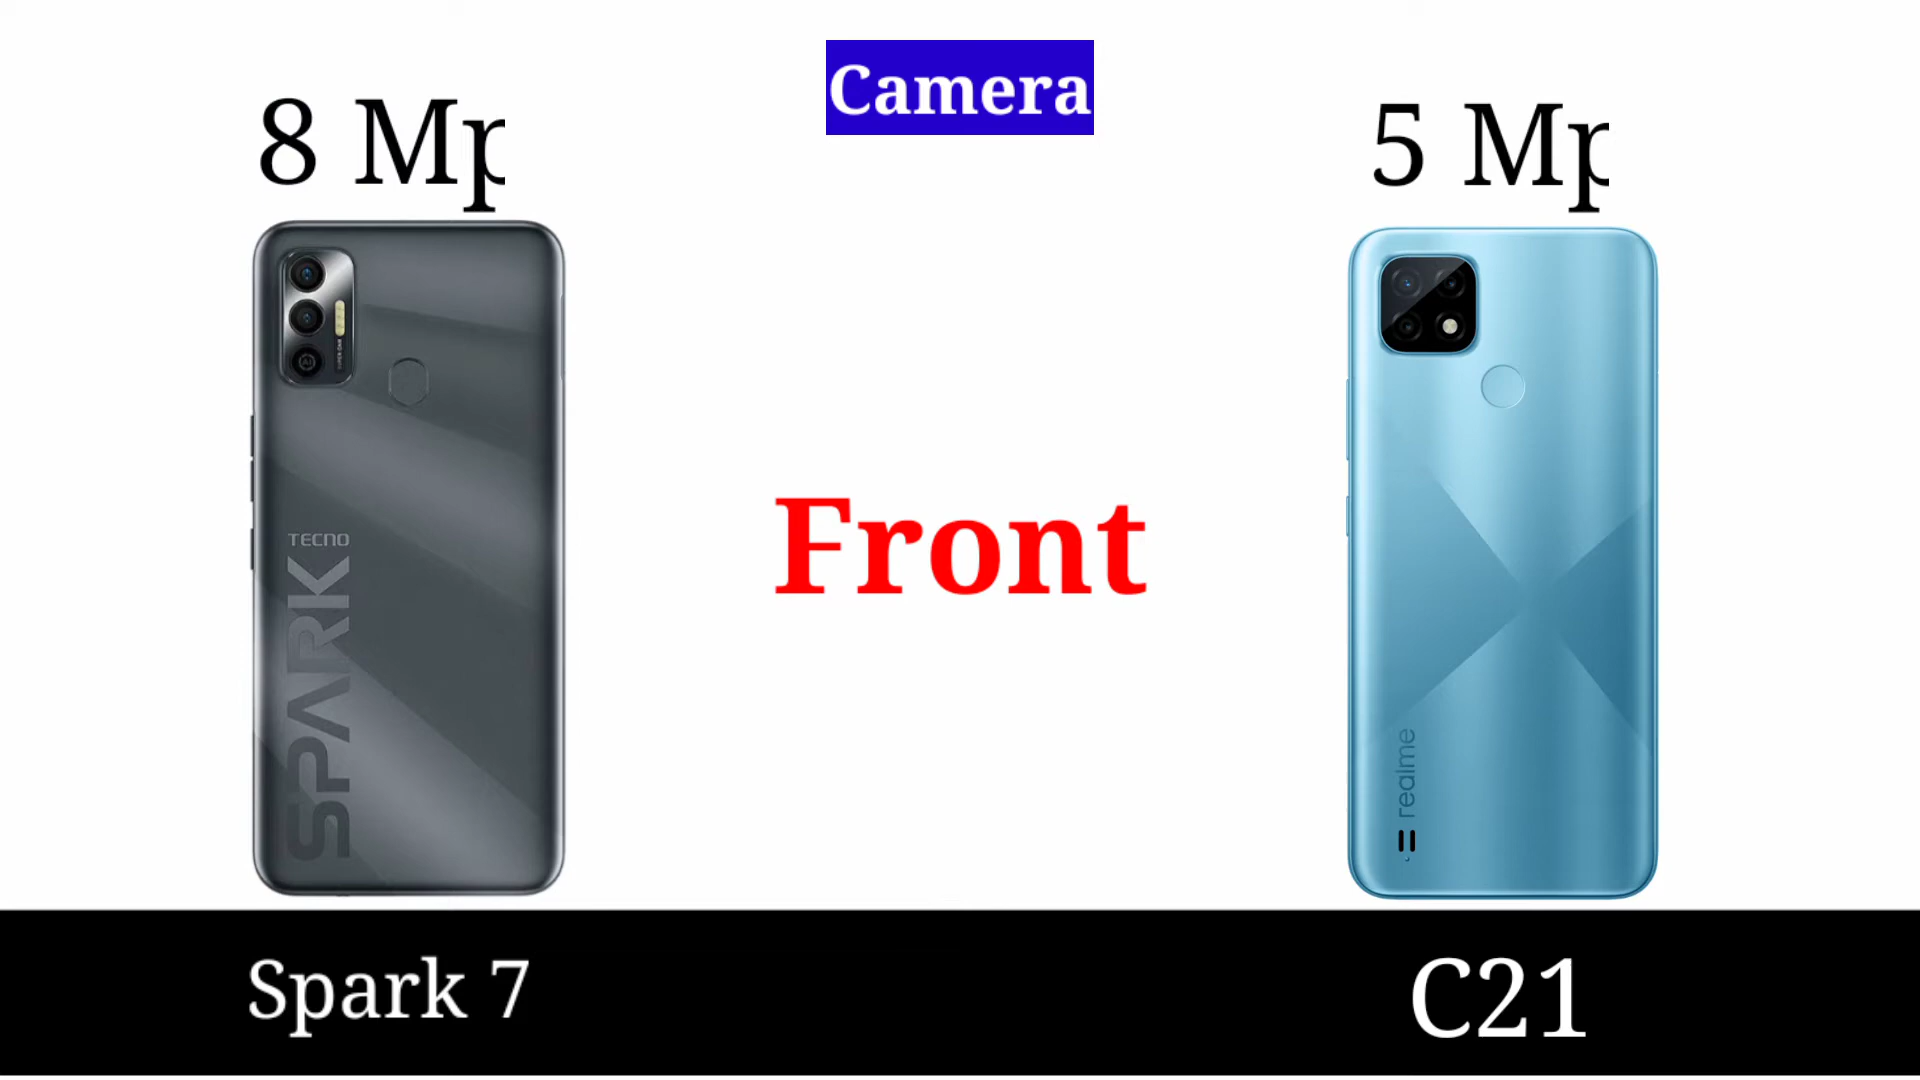 Camera
8 Mp
5 Mp
Front
TECNO
SPARK
realme
Spark 7
C21